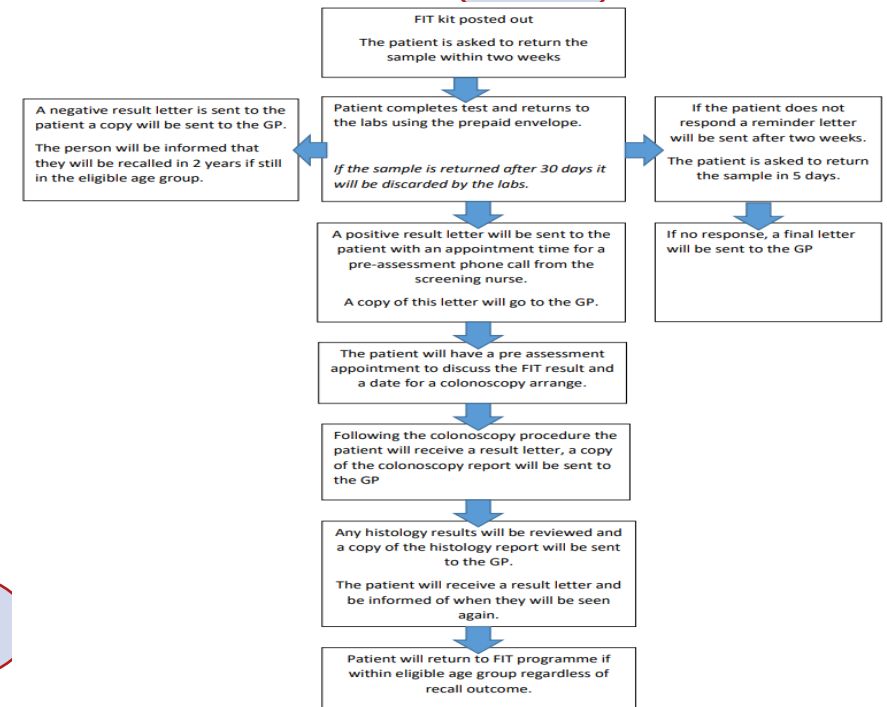 FIT kit posted out
The patient is asked to return the
sample within two weeks
A negative result letter is sent to the
patient a copy will be sent to the GP.
The person will be informed that
they will be recalled in 2 years if still
in the eligible age group.
Patient completes test and returns to
the labs using the prepaid envelope.
If the sample is returned after 30 days it
will be discarded by the labs.
If the patient does not
respond a reminder letter
will be sent after two weeks.
The patient is asked to return
the sample in 5 days.
A positive result letter will be sent to the
patient with an appointment time for a
pre-assessment phone call from the
screening nurse.
A copy of this letter will go to the GP.
If no response, a final letter
will be sent to the GP
The patient will have a pre assessment
appointment to discuss the FIT result and
a date for a colonoscopy arrange.
Following the colonoscopy procedure the
patient will receive a result letter, a copy
of the colonoscopy report will be sent to
the GP
Any histology results will be reviewed and
a copy of the histology report will be sent
to the GP.
The patient will receive a result letter and
be informed of when they will be seen
again.
Patient will return to FIT programme if
within eligible age group regardless of
recall outcome.